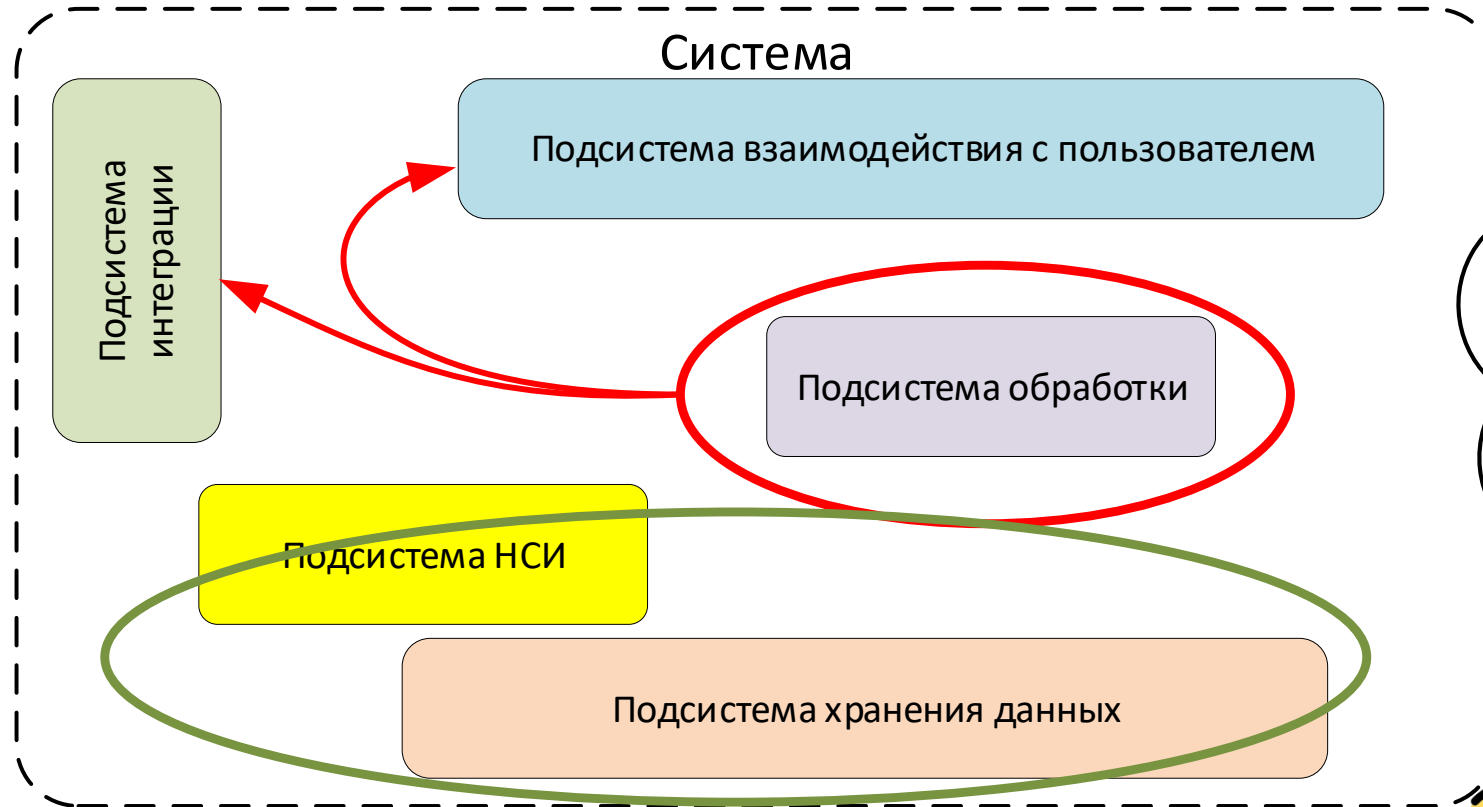 Система
Подсистема взаимодействия с пользователем
Подсистема
интеграции
Подсистема обработки
Подсистема НСИ
Подсистема хранения данных